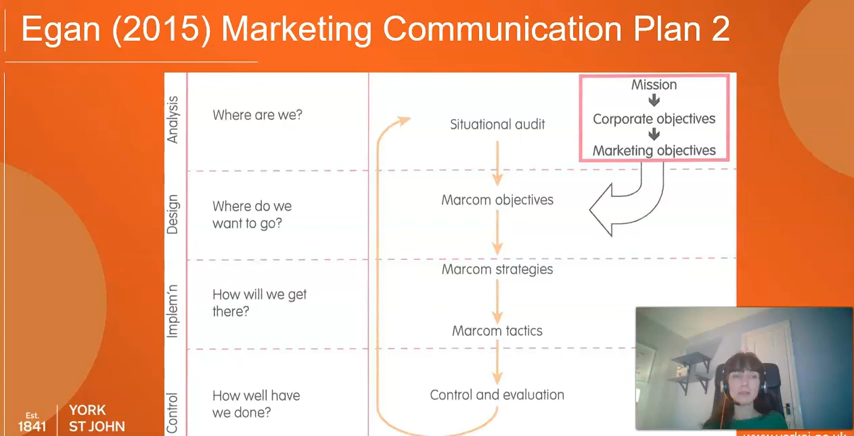 Egan (2015) Marketing Communication Plan 2
Analysis
Where are we?
Situational audit
Mission
Corporate objectives
Marketing objectives
Design
Where do we
want to go?
Marcom objectives
Implem'n
How will we get
there?
Marcom strategies
Marcom tactics
Control
How well have
we done?
Control and evaluation
Est.
1841
YORK
ST JOHN